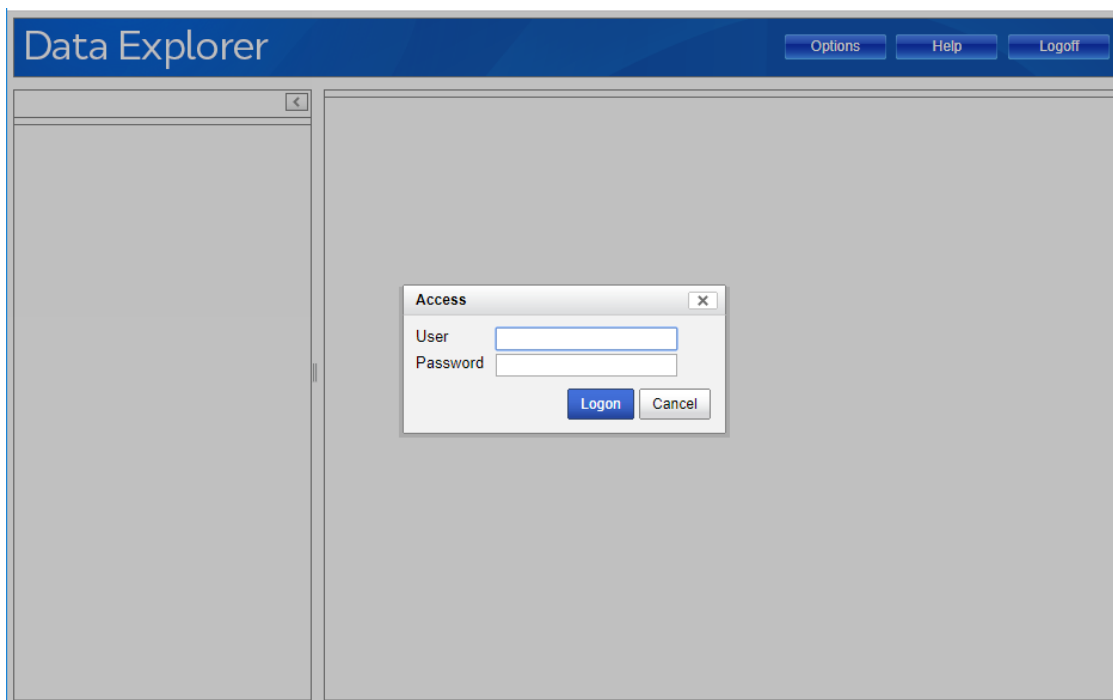 Data Explorer
Options Help Logoff
Access
User
Password
Logon Cancel